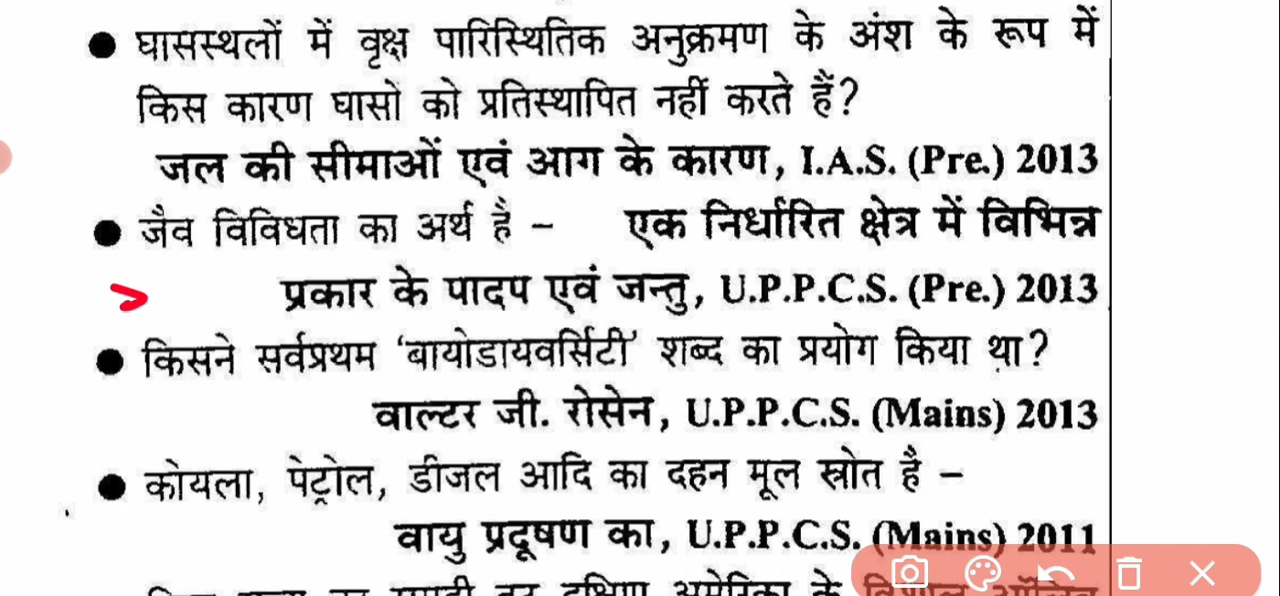 ● घासस्थलों में वृक्ष पारिस्थितिक अनुक्रमण के अंश के रूप में
किस कारण घासों को प्रतिस्थापित नहीं करते हैं?
जल की सीमाओं एवं आग के कारण, I.A.S. (Pre.) 2013
● जैव विविधता का अर्थ है – एक निर्धारित क्षेत्र में विभिन्न
प्रकार के पादप एवं जन्तु, U.P.P.C.S. (Pre.) 2013
● किसने सर्वप्रथम ‘बायोडायवर्सिटी’ शब्द का प्रयोग किया था?
वाल्टर जी. रोसेन, U.P.P.C.S. (Mains) 2013
● कोयला, पेट्रोल, डीजल आदि का दहन मूल स्रोत है –
वायु प्रदूषण का, U.P.P.C.S. (Mains) 2011
दक्षिण अमेरिका के